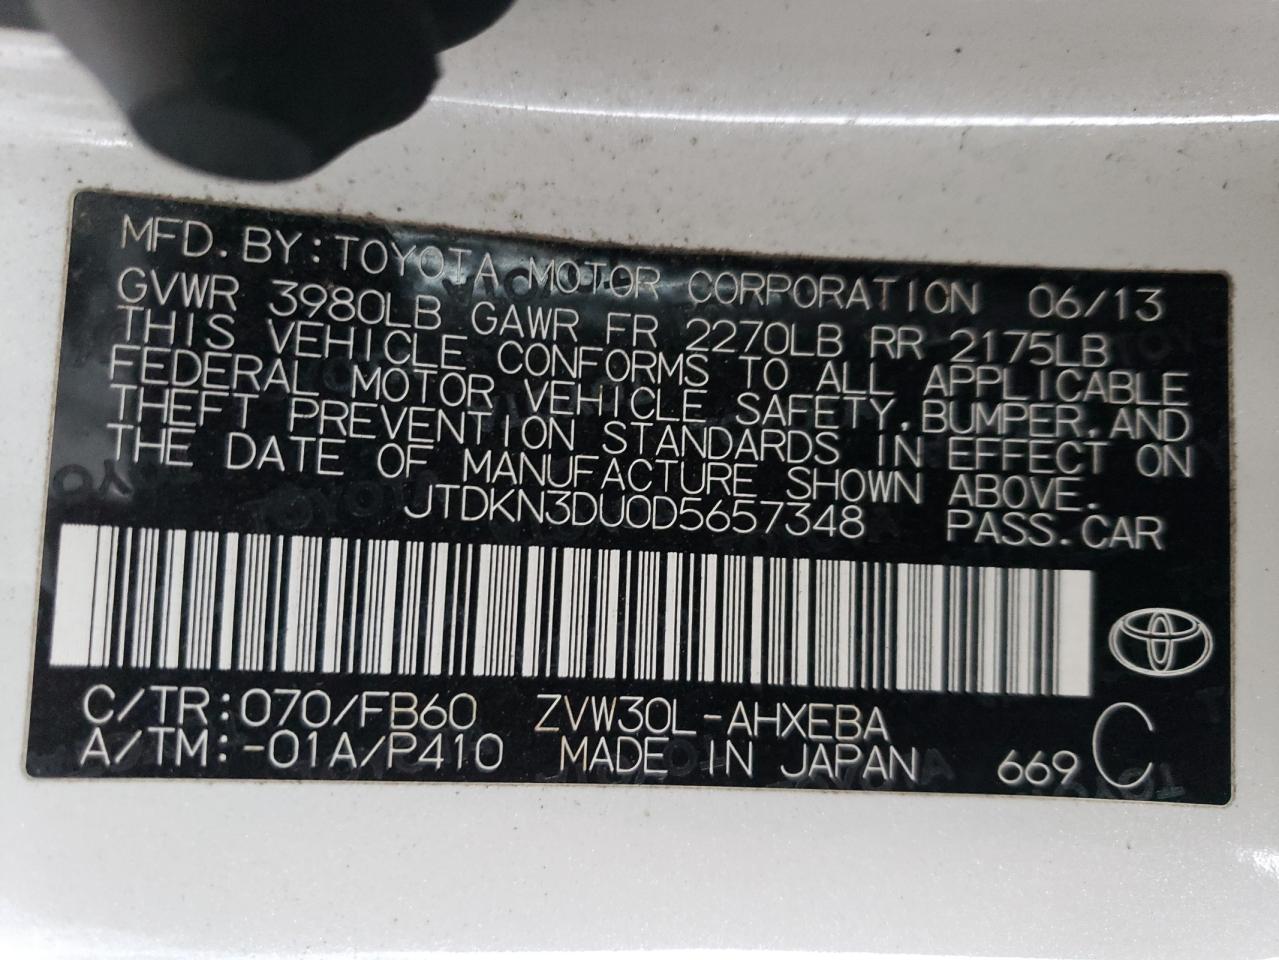 MFD.BY:TOYOTA MOTOR CORPORATION 06/13
GVWR 3980LB GAWR FR 2270LB RR 2175LB
THIS VEHICLE CONFORMS TO ALL APPLICABLE
FEDERAL MOTOR VEHICLE SAFETY,BUMPER,AND
THEFT PREVENTION STANDARDS IN EFFECT ON
THE DATE OF MANUFACTURE SHOWN ABOVE.
JTDKN3DU0D5657348 PASS.CAR
C/TR:070/FB60 ZVW30L-AHXEBA
A/TM:-01A/P410 MADE IN JAPAN 669 C